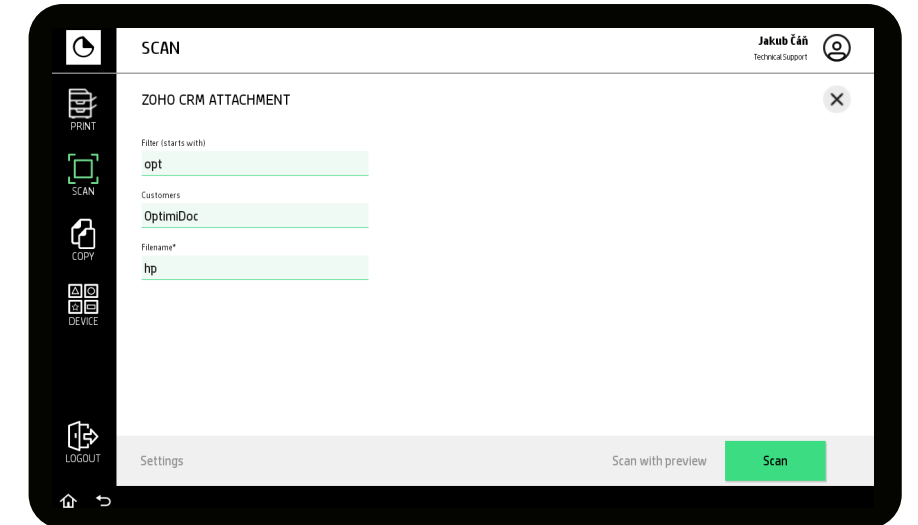 SCAN
Jakub Čáň
Technical Support
PRINT
SCAN
COPY
DEVICE
LOGOUT
ZOHO CRM ATTACHMENT
Filter (starts with)
opt
Customers
OptimiDoc
Filename*
hp
Settings
Scan with preview
Scan